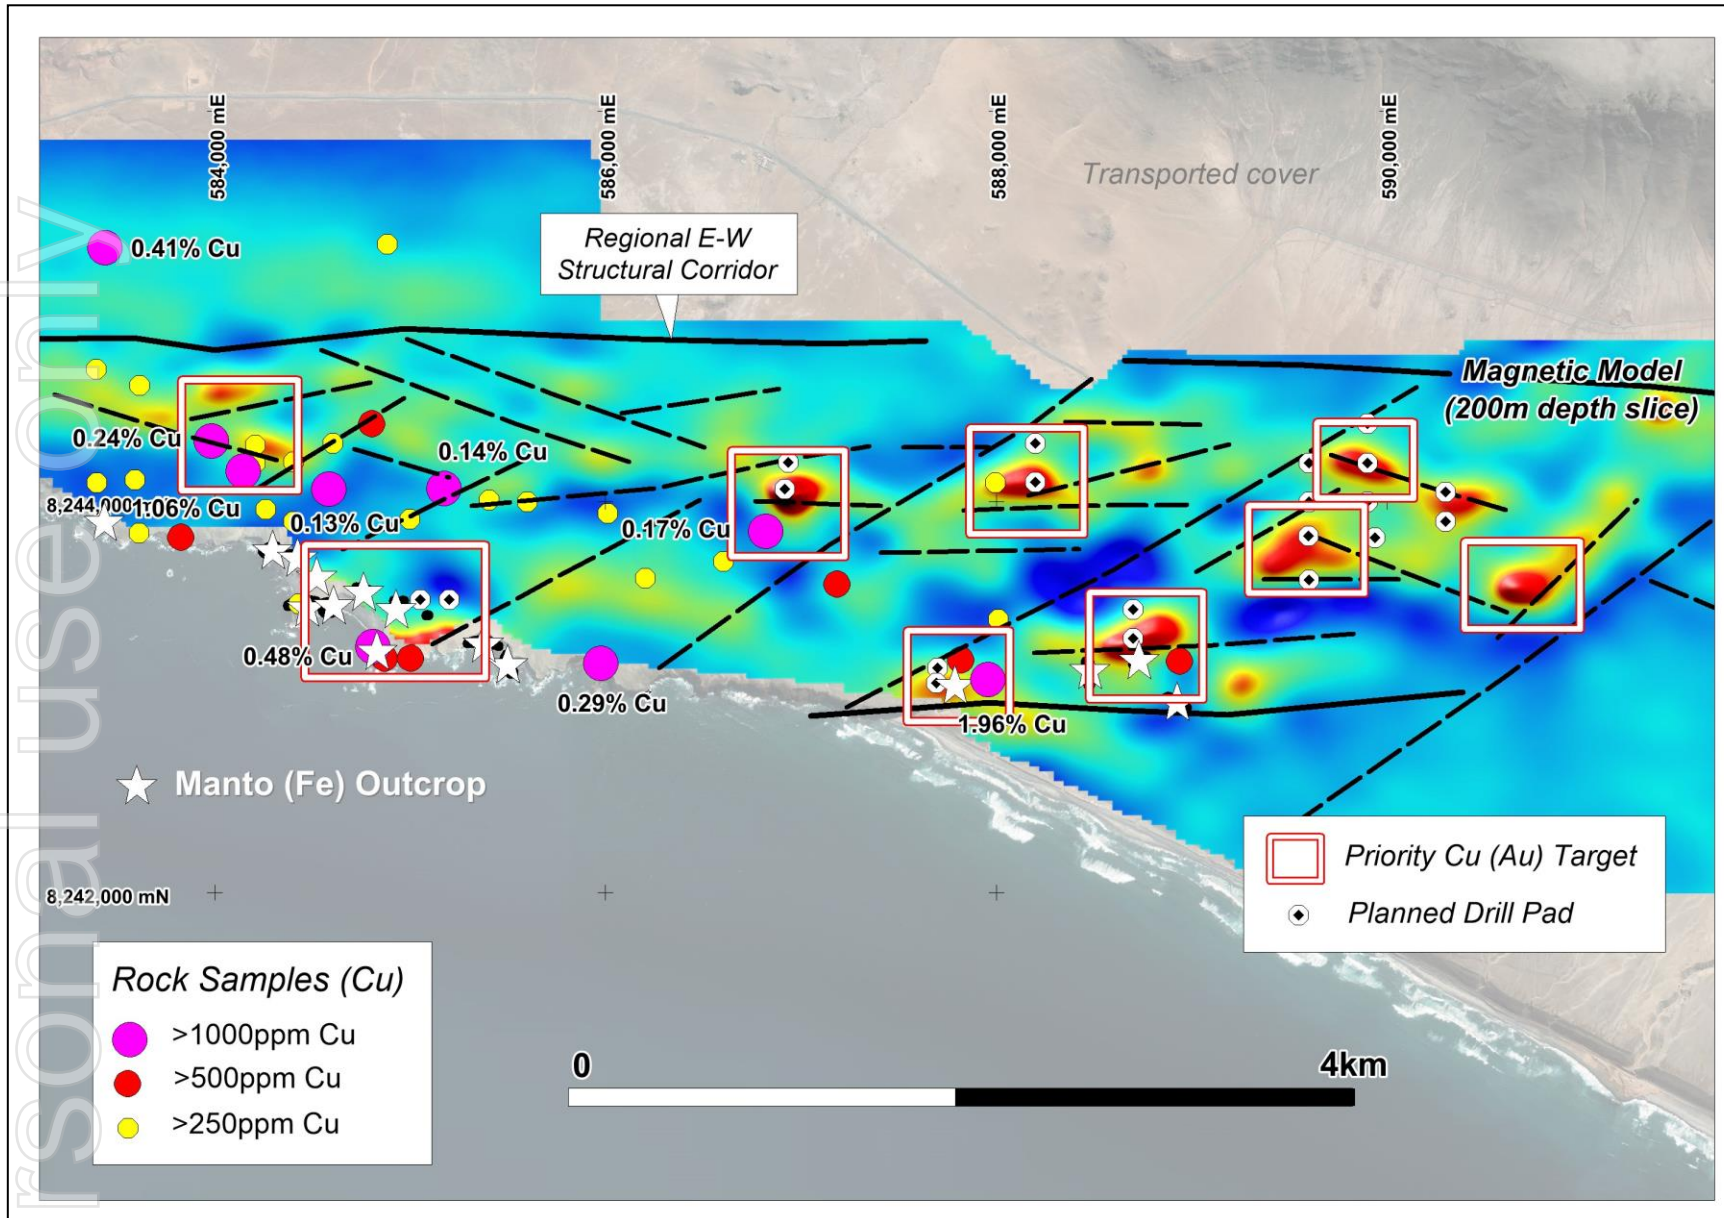 584,000 mE
586,000 mE
588,000 mE
590,000 mE
Transported cover
Regional E-W
Structural Corridor
0.41% Cu
Magnetic Model
(200m depth slice)
0.24% Cu
0.14% Cu
8,244,000 m
1.06% Cu
0.13% Cu
0.17% Cu
0.48% Cu
0.29% Cu
1.96% Cu
Manto (Fe) Outcrop
8,242,000 mN
Priority Cu (Au) Target
Planned Drill Pad
Rock Samples (Cu)
>1000ppm Cu
>500ppm Cu
>250ppm Cu
0
4km
rsonal use only